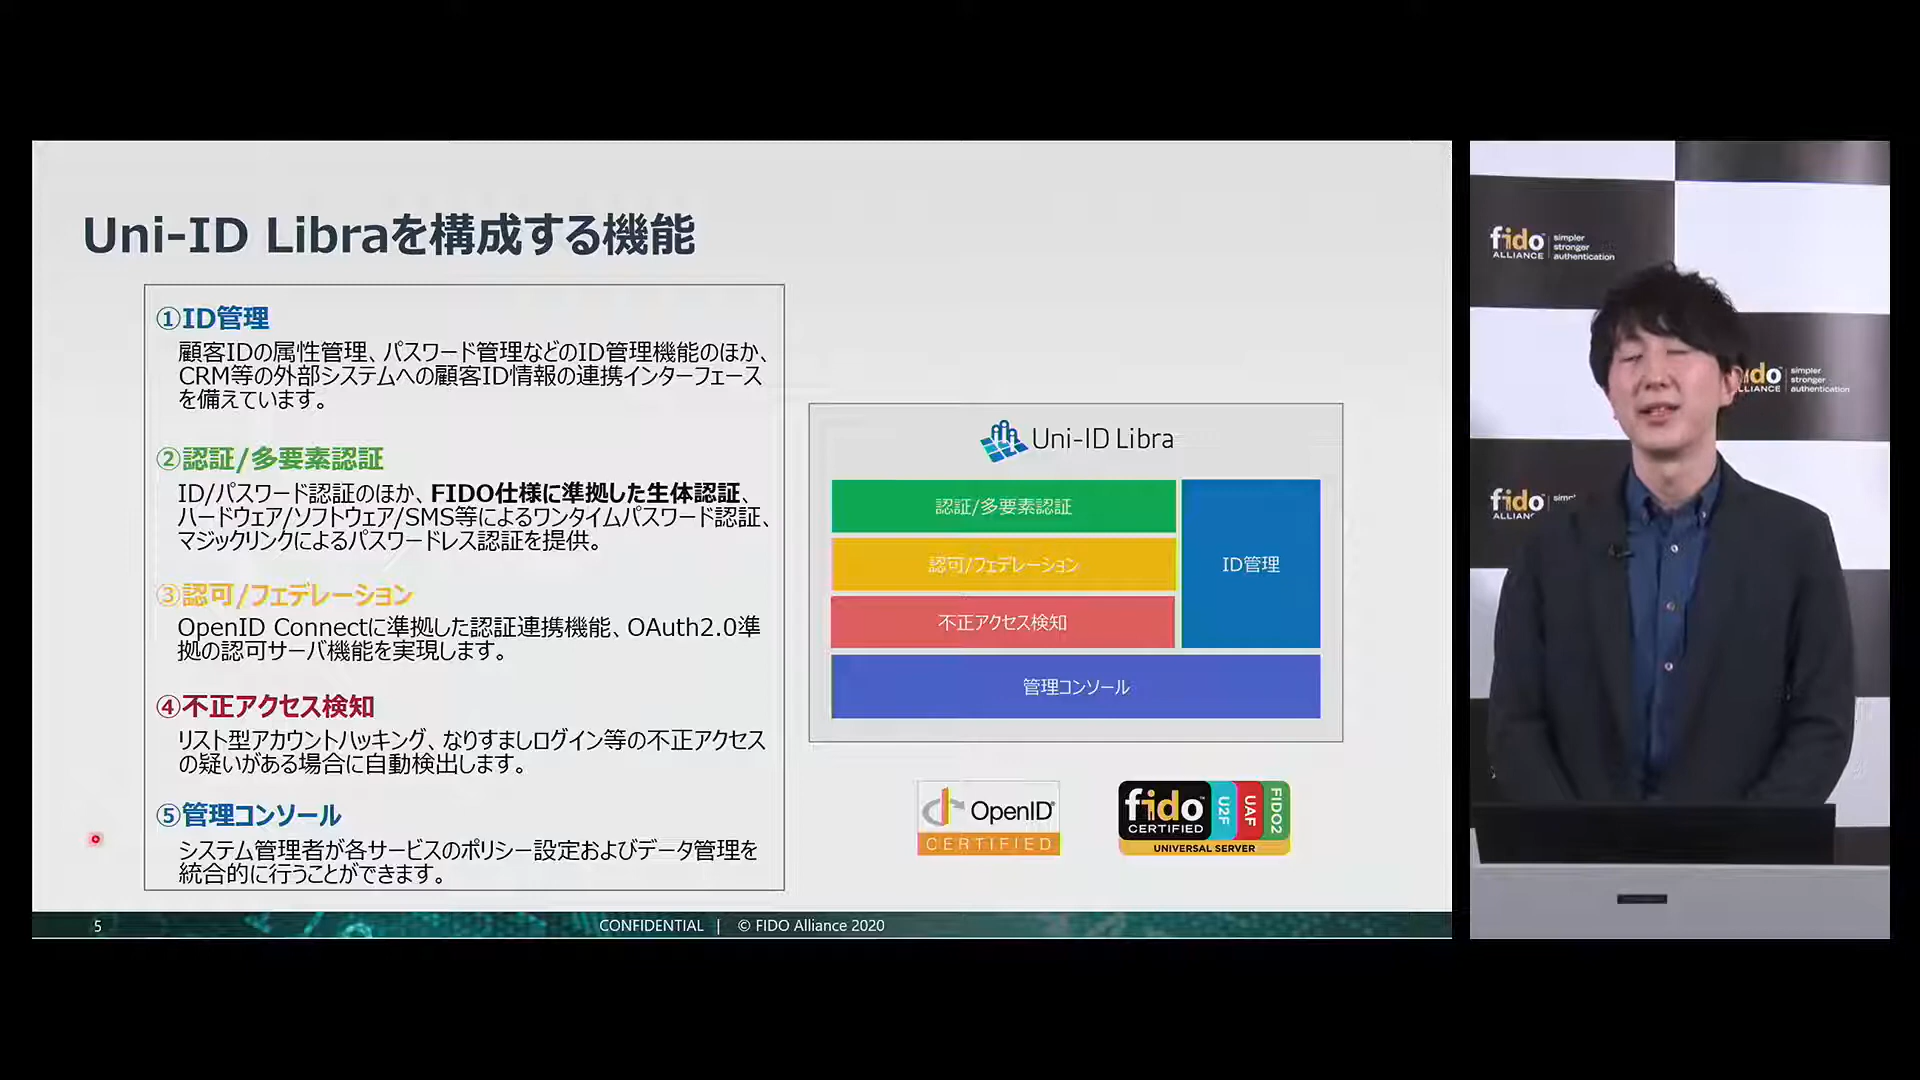 Uni-ID Libraを構成する機能
①ID管理
顧客IDの属性管理、パスワード管理などのID管理機能のほか、
CRM等の外部システムへの顧客ID情報の連携インターフェース
を備えています。
②認証/多要素認証
ID/パスワード認証のほか、FIDO仕様に準拠した生体認証、
ハードウェア/ソフトウェア/SMS等によるワンタイムパスワード認証、
マジックリンクによるパスワードレス認証を提供。
③認可/フェデレーション
OpenID Connectに準拠した認証連携機能、OAuth2.0準
拠の認可サーバ機能を実現します。
④不正アクセス検知
リスト型アカウントハッキング、なりすましログイン等の不正アクセス
の疑いがある場合に自動検出します。
⑤管理コンソール
システム管理者が各サービスのポリシー設定およびデータ管理を
統合的に行うことができます。
Uni-ID Libra
認証/多要素認証
認可/フェデレーション
不正アクセス検知
ID管理
管理コンソール
OpenID®
CERTIFIED
fido™
CERTIFIED
U2F
UAF
FIDO2
UNIVERSAL SERVER
5
CONFIDENTIAL | © FIDO Alliance 2020
fido™
ALLIANCE
simpler
stronger
authentication
do™
LLIANCE
simpler
stronger
authentication
fido
ALLIANC
simp